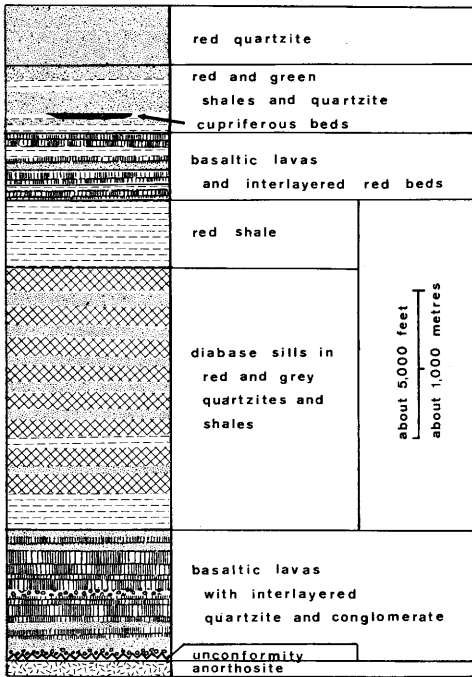 red quartzite
red and green
shales and quartzite
cupriferous beds
basaltic lavas
and interlayered red beds
red shale
diabase sills in
red and grey
quartzites and
shales
about 5,000 feet
about 1,000 metres
basaltic lavas
with interlayered
quartzite and conglomerate
unconformity
anorthosite